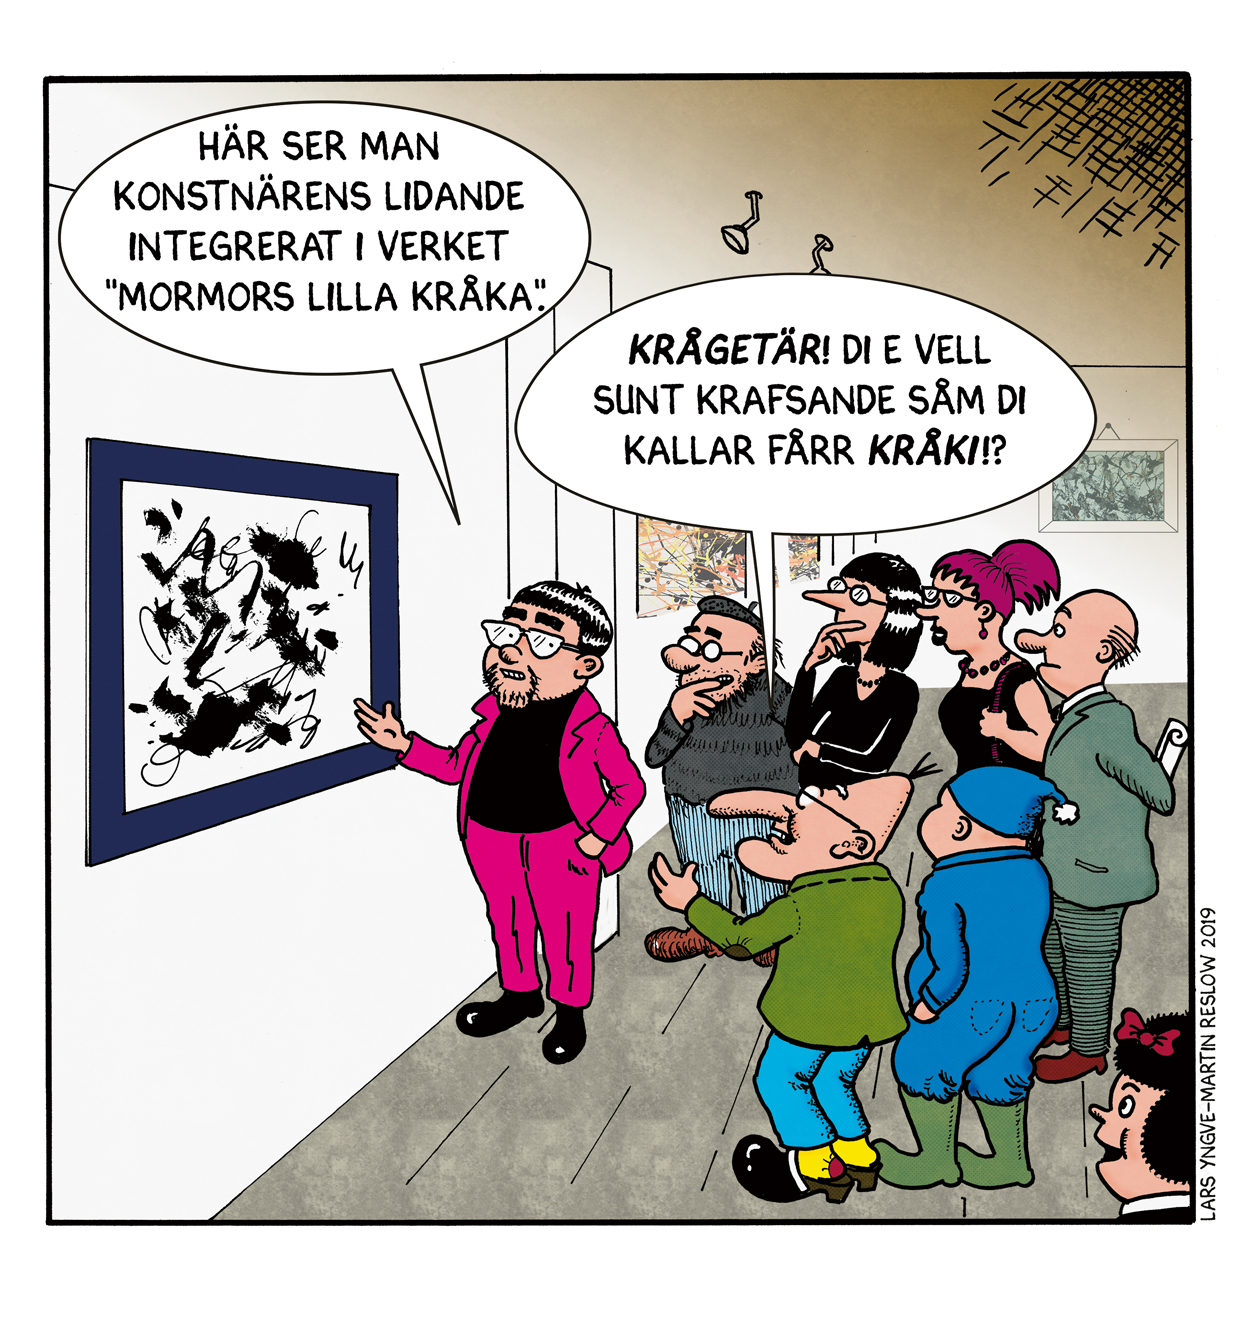 HÄR SER MAN
KONSTNÄRENS LIDANDE
INTEGRERAT I VERKET
"MORMORS LILLA KRÅKA".
KRÅGETÄR! DI E VELL
SUNT KRAFSANDE SÅM DI
KALLAR FÅRR KRÅKI!?
LARS YNGVE-MARTIN RESLOW 2019